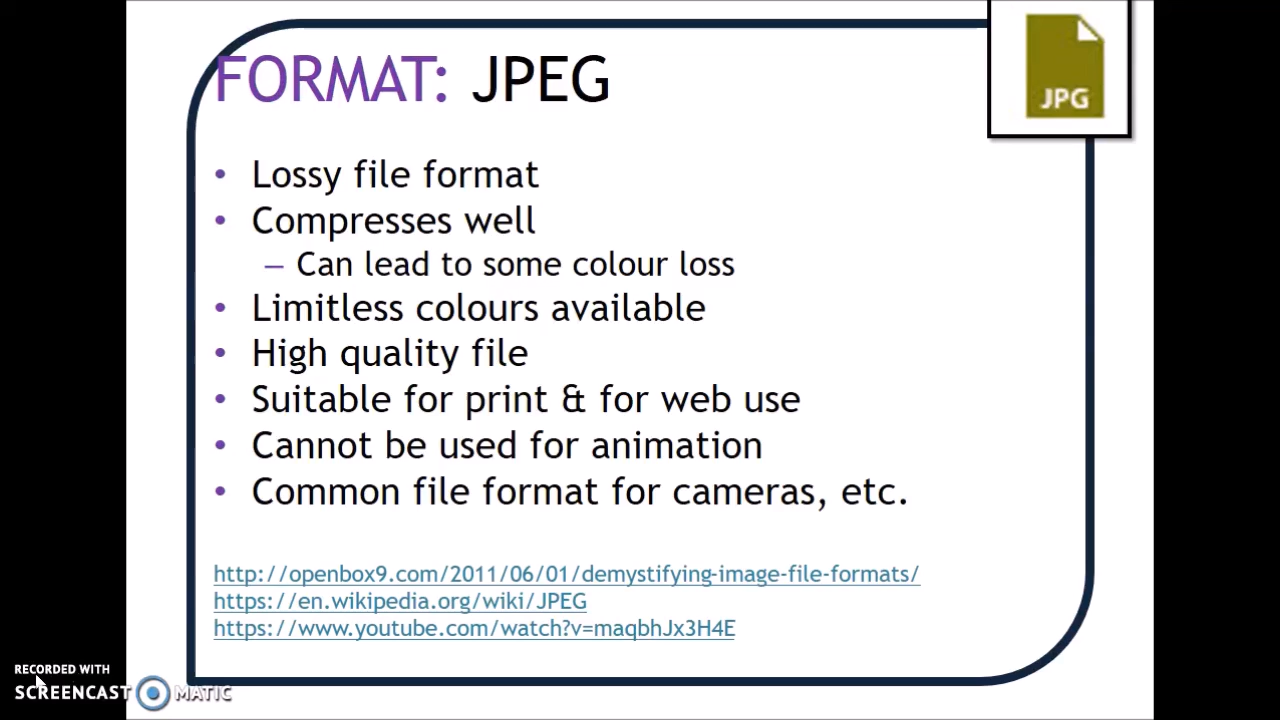 FORMAT: JPEG
JPG
• Lossy file format
• Compresses well
– Can lead to some colour loss
• Limitless colours available
• High quality file
• Suitable for print & for web use
• Cannot be used for animation
• Common file format for cameras, etc.
http://openbox9.com/2011/06/01/demystifying-image-file-formats/
https://en.wikipedia.org/wiki/JPEG
https://www.youtube.com/watch?v=maqbhJx3H4E
RECORDED WITH
SCREENCAST MATIC